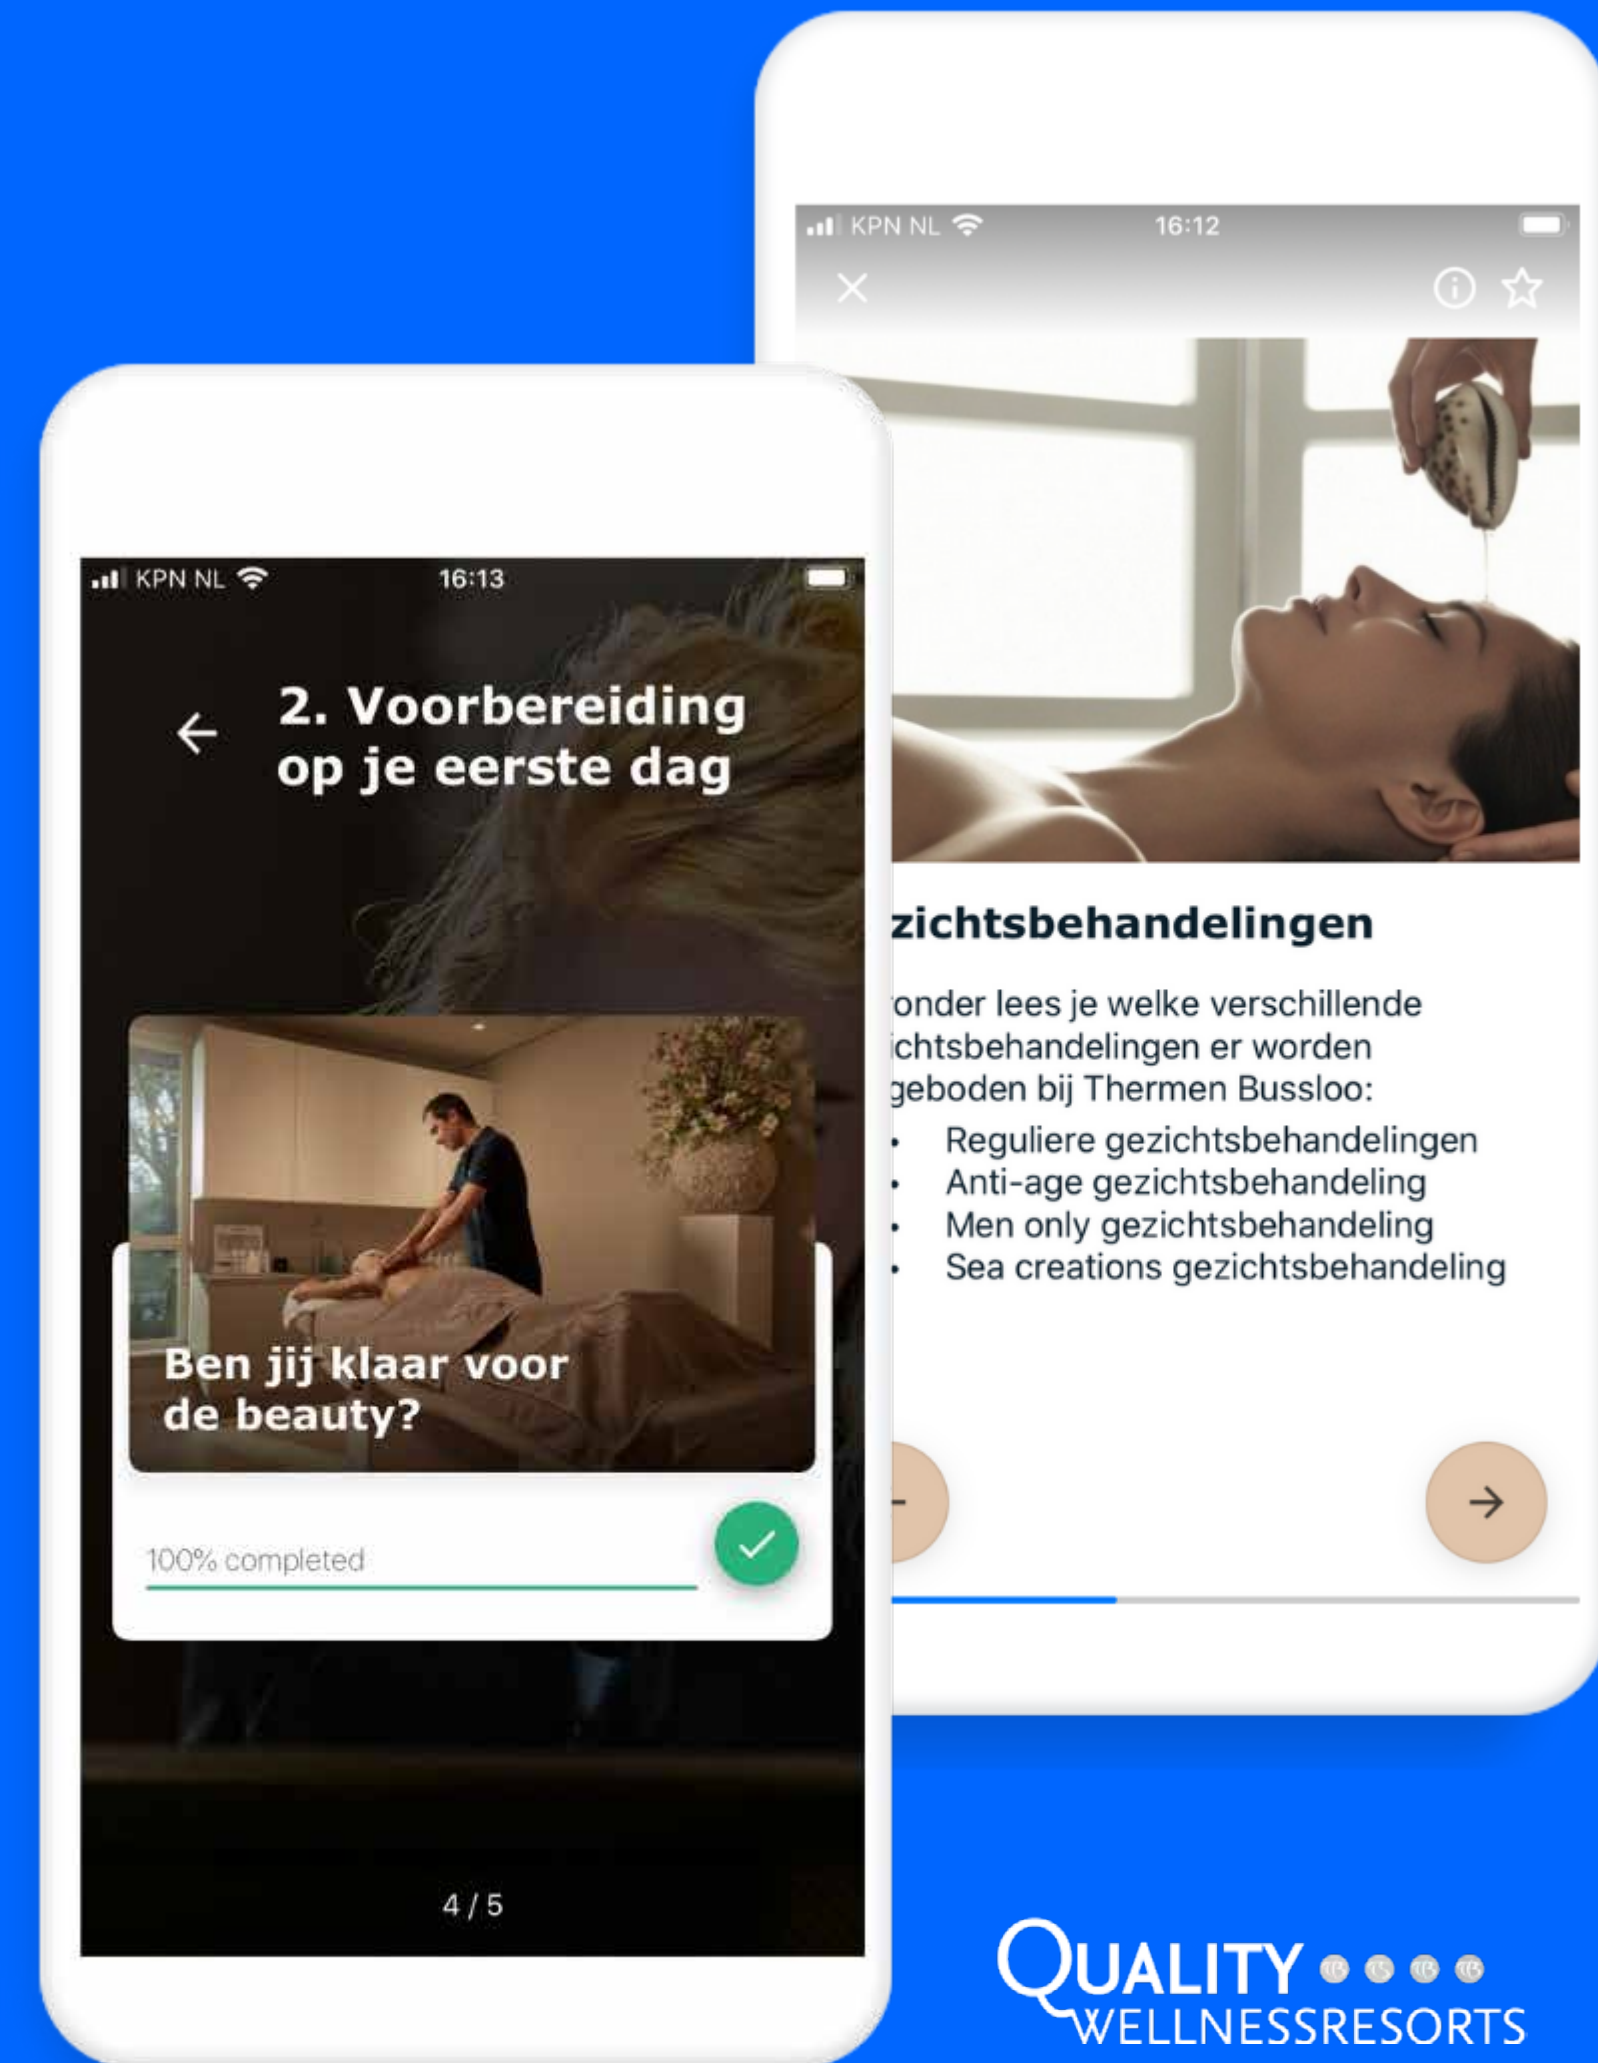 KPN NL 16:12
zichtsbehandelingen
onder lees je welke verschillende
ichtsbehandelingen er worden
geboden bij Thermen Bussloo:
• Reguliere gezichtsbehandelingen
• Anti-age gezichtsbehandeling
• Men only gezichtsbehandeling
• Sea creations gezichtsbehandeling
KPN NL 16:13
2. Voorbereiding
op je eerste dag
Ben jij klaar voor
de beauty?
100% completed
4 / 5
QUALITY
WELLNESSRESORTS